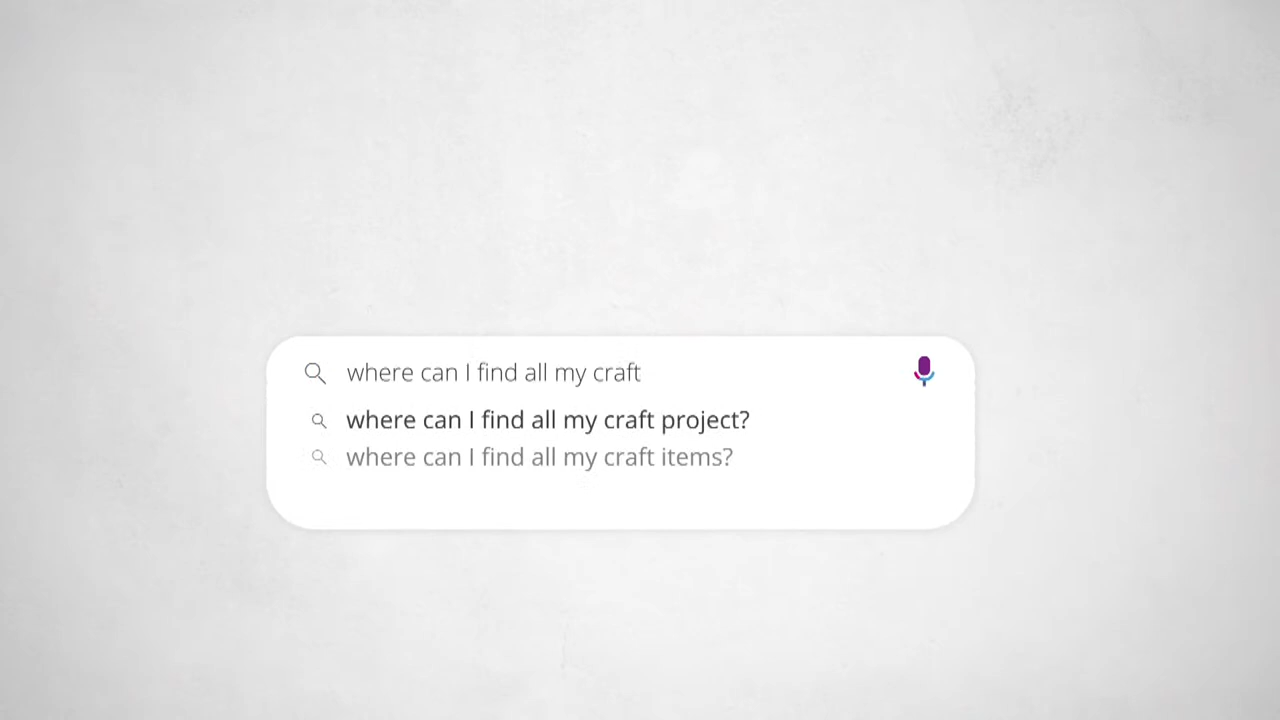 where can I find all my craft
where can I find all my craft project?
where can I find all my craft items?